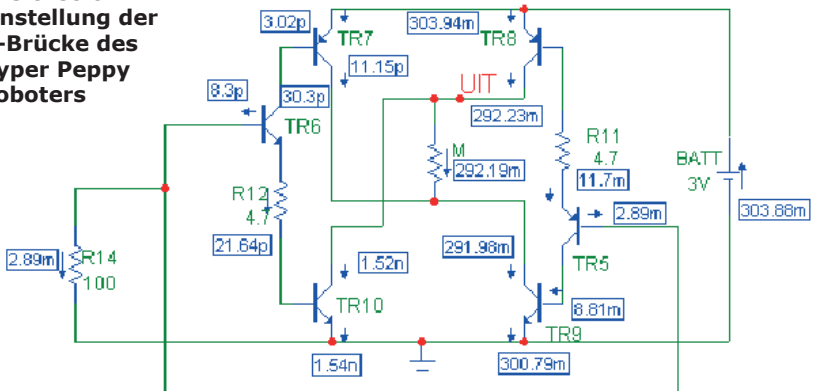 nstellung der
-Brücke des
yper Peppy
oboters
3.02p
TR7
11.15p
303.94m
TR8
UIT
292.23m
8.3p
30.3p
TR6
M
292.19m
R11
4.7
11.7m
BATT
3V
303.88m
R12
4.7
21.64p
2.89m
TR5
2.89m
R14
100
1.52n
TR10
1.54n
291.98m
8.81m
TR9
300.79m